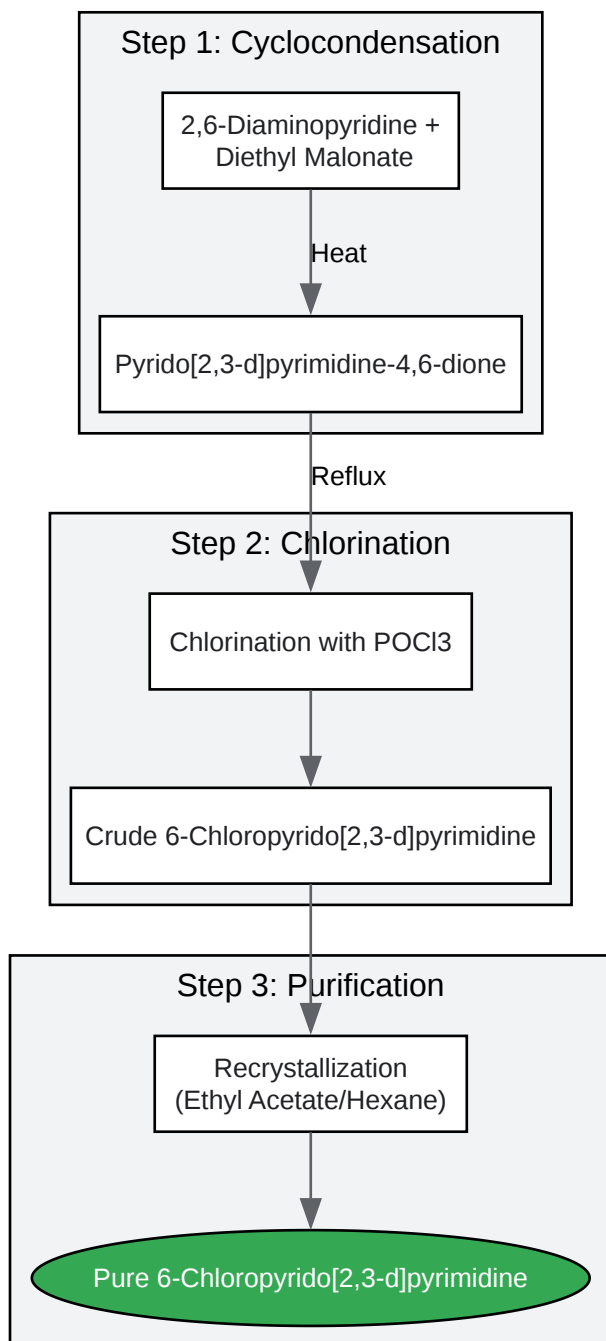 Step 1: Cyclocondensation
2,6-Diaminopyridine +
Diethyl Malonate
Heat
Pyrido[2,3-d]pyrimidine-4,6-dione
Reflux
Step 2: Chlorination
Chlorination with POCl3
Crude 6-Chloropyrido[2,3-d]pyrimidine
Step 3: Purification
Recrystallization
(Ethyl Acetate/Hexane)
Pure 6-Chloropyrido[2,3-d]pyrimidine